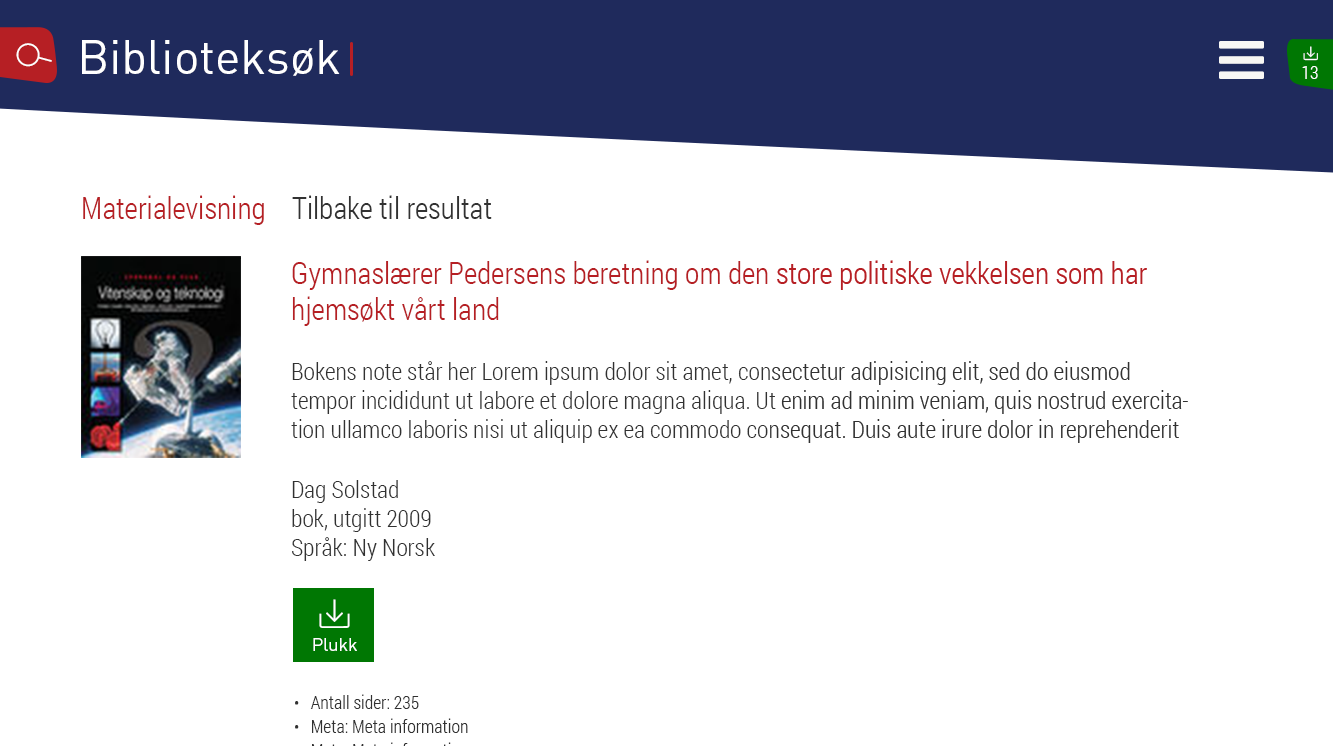 Biblioteksøk
13
Materialevisning
Tilbake til resultat
Vitenskap og teknologi
Gymnaslærer Pedersens beretning om den store politiske vekkelsen som har
hjemsøkt vårt land
Bokens note står her Lorem ipsum dolor sit amet, consectetur adipisicing elit, sed do eiusmod
tempor incididunt ut labore et dolore magna aliqua. Ut enim ad minim veniam, quis nostrud exercita-
tion ullamco laboris nisi ut aliquip ex ea commodo consequat. Duis aute irure dolor in reprehenderit
Dag Solstad
bok, utgitt 2009
Språk: Ny Norsk
Plukk
• Antall sider: 235
• Meta: Meta information